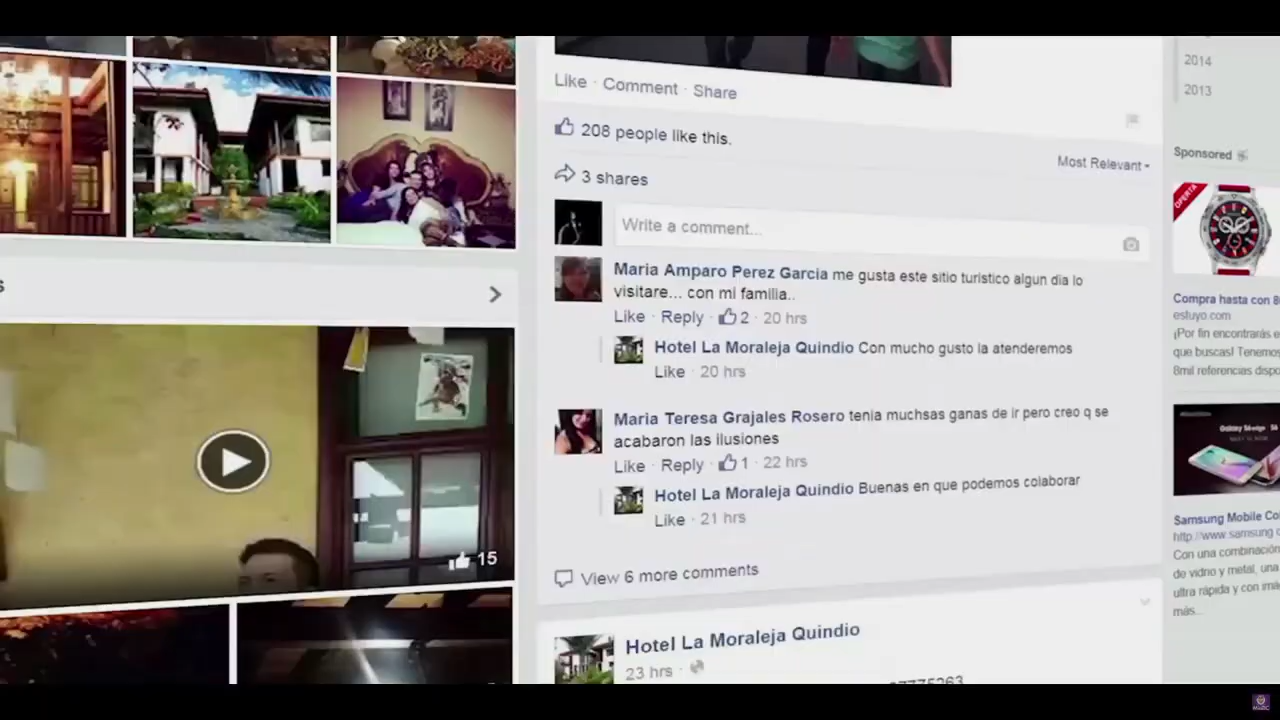 Like · Comment · Share
208 people like this.
Most Relevant
3 shares
Write a comment...
Maria Amparo Perez Garcia me gusta este sitio turistico algun dia lo
visitare... con mi familia..
Like · Reply · 2 · 20 hrs
Hotel La Moraleja Quindio Con mucho gusto la atenderemos
Like · 20 hrs
Maria Teresa Grajales Rosero tenia muchsas ganas de ir pero creo q se
acabaron las ilusiones
Like · Reply · 1 · 22 hrs
Hotel La Moraleja Quindio Buenas en que podemos colaborar
Like · 21 hrs
View 6 more comments
Hotel La Moraleja Quindio
23 hrs ·
15
2014
2013
Sponsored
OFERTA
Compra hasta con
estuyo.com
¡Por fin encontrarás
que buscas! Tenemos
8mil referencias
Samsung Mobile
http://www.samsung
Con una combinación
de vidrio y metal, una
ultra rápida y con
más...